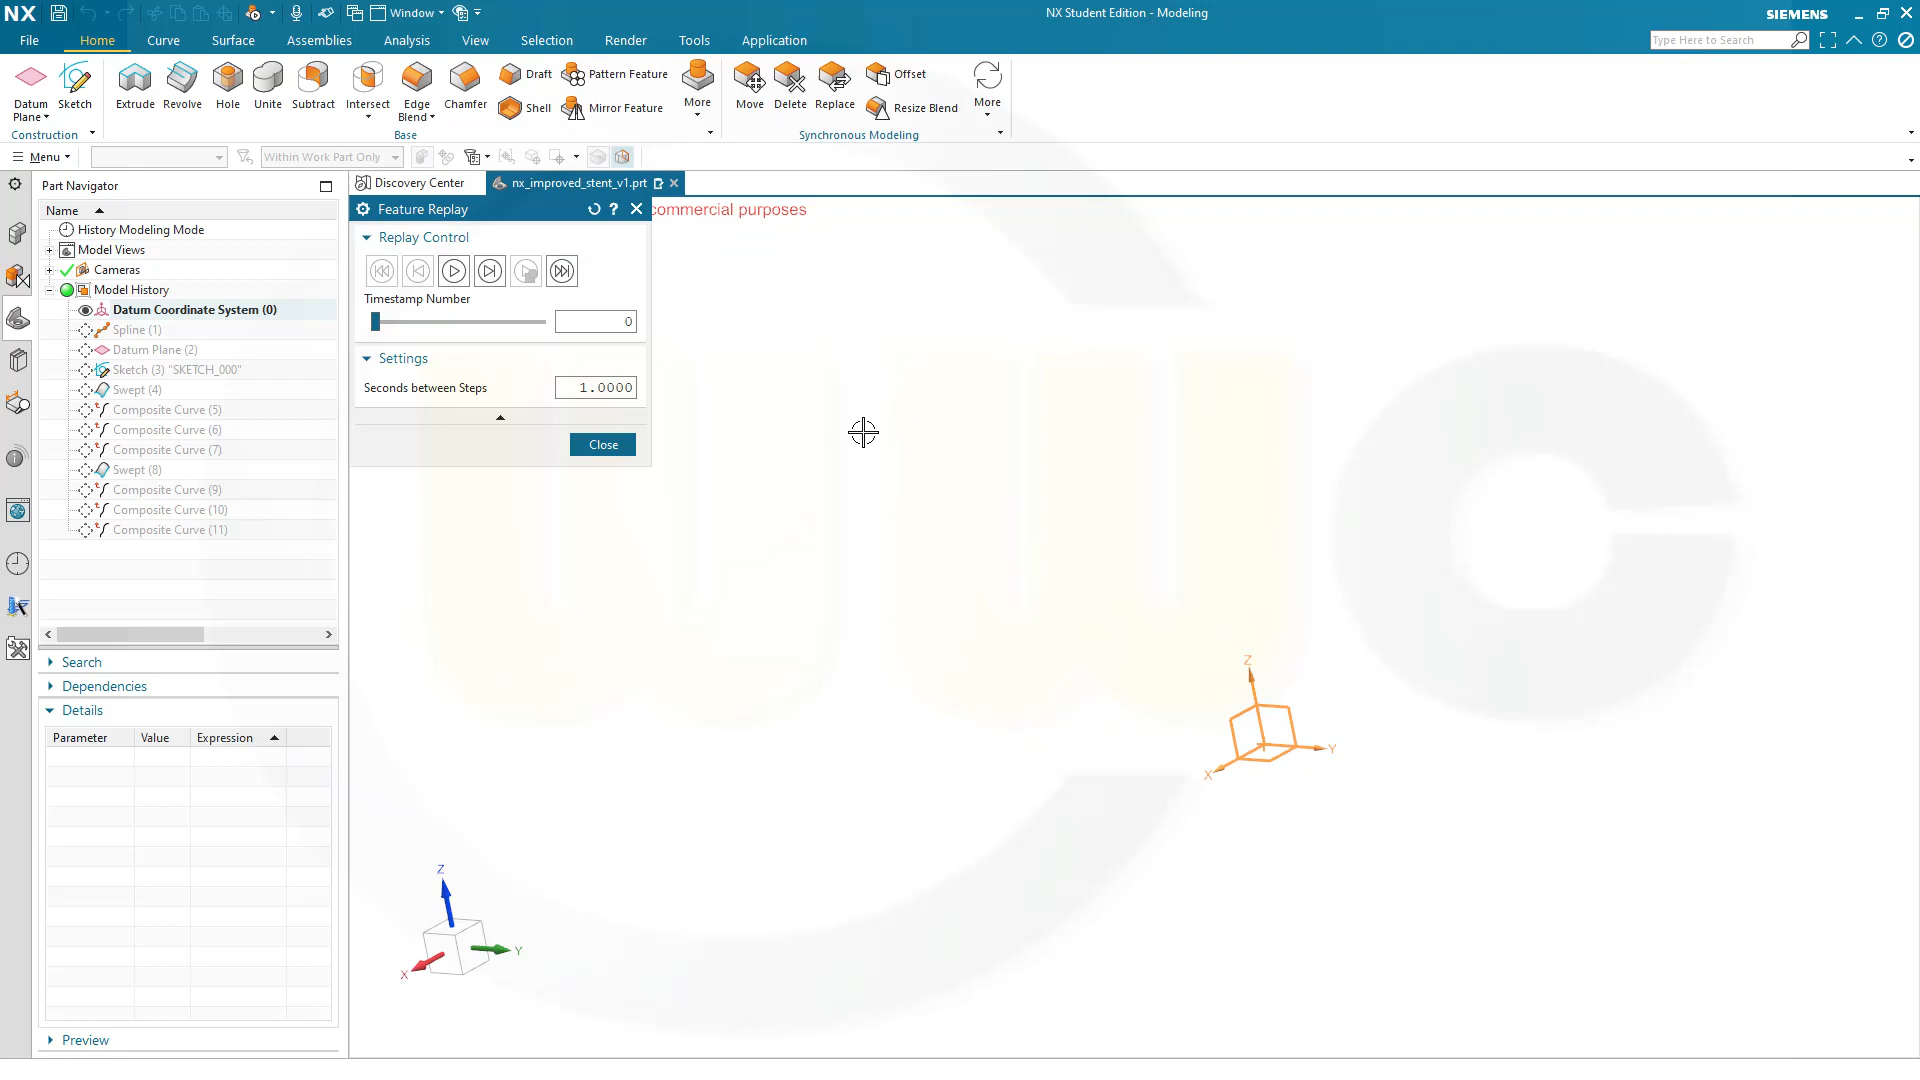 NX
Window
NX Student Edition - Modeling
SIEMENS
File
Home
Curve
Surface
Assemblies
Analysis
View
Selection
Render
Tools
Application
Type Here to Search
Datum Plane
Sketch
Extrude
Revolve
Hole
Unite
Subtract
Intersect
Edge Blend
Chamfer
Draft
Shell
Pattern Feature
Mirror Feature
More
Move
Delete
Replace
Offset
Resize Blend
More
Construction
Base
Synchronous Modeling
Menu
Within Work Part Only
Part Navigator
Discovery Center
nx_improved_stent_v1.prt
Name
History Modeling Mode
Model Views
Cameras
Model History
Datum Coordinate System (0)
Spline (1)
Datum Plane (2)
Sketch (3) "SKETCH_000"
Swept (4)
Composite Curve (5)
Composite Curve (6)
Composite Curve (7)
Swept (8)
Composite Curve (9)
Composite Curve (10)
Composite Curve (11)
Search
Dependencies
Details
Parameter Value Expression
Preview
Feature Replay
commercial purposes
Replay Control
Timestamp Number
0
Settings
Seconds between Steps
1.0000
Close
Z
Y
X
Z
Y
X
uuc